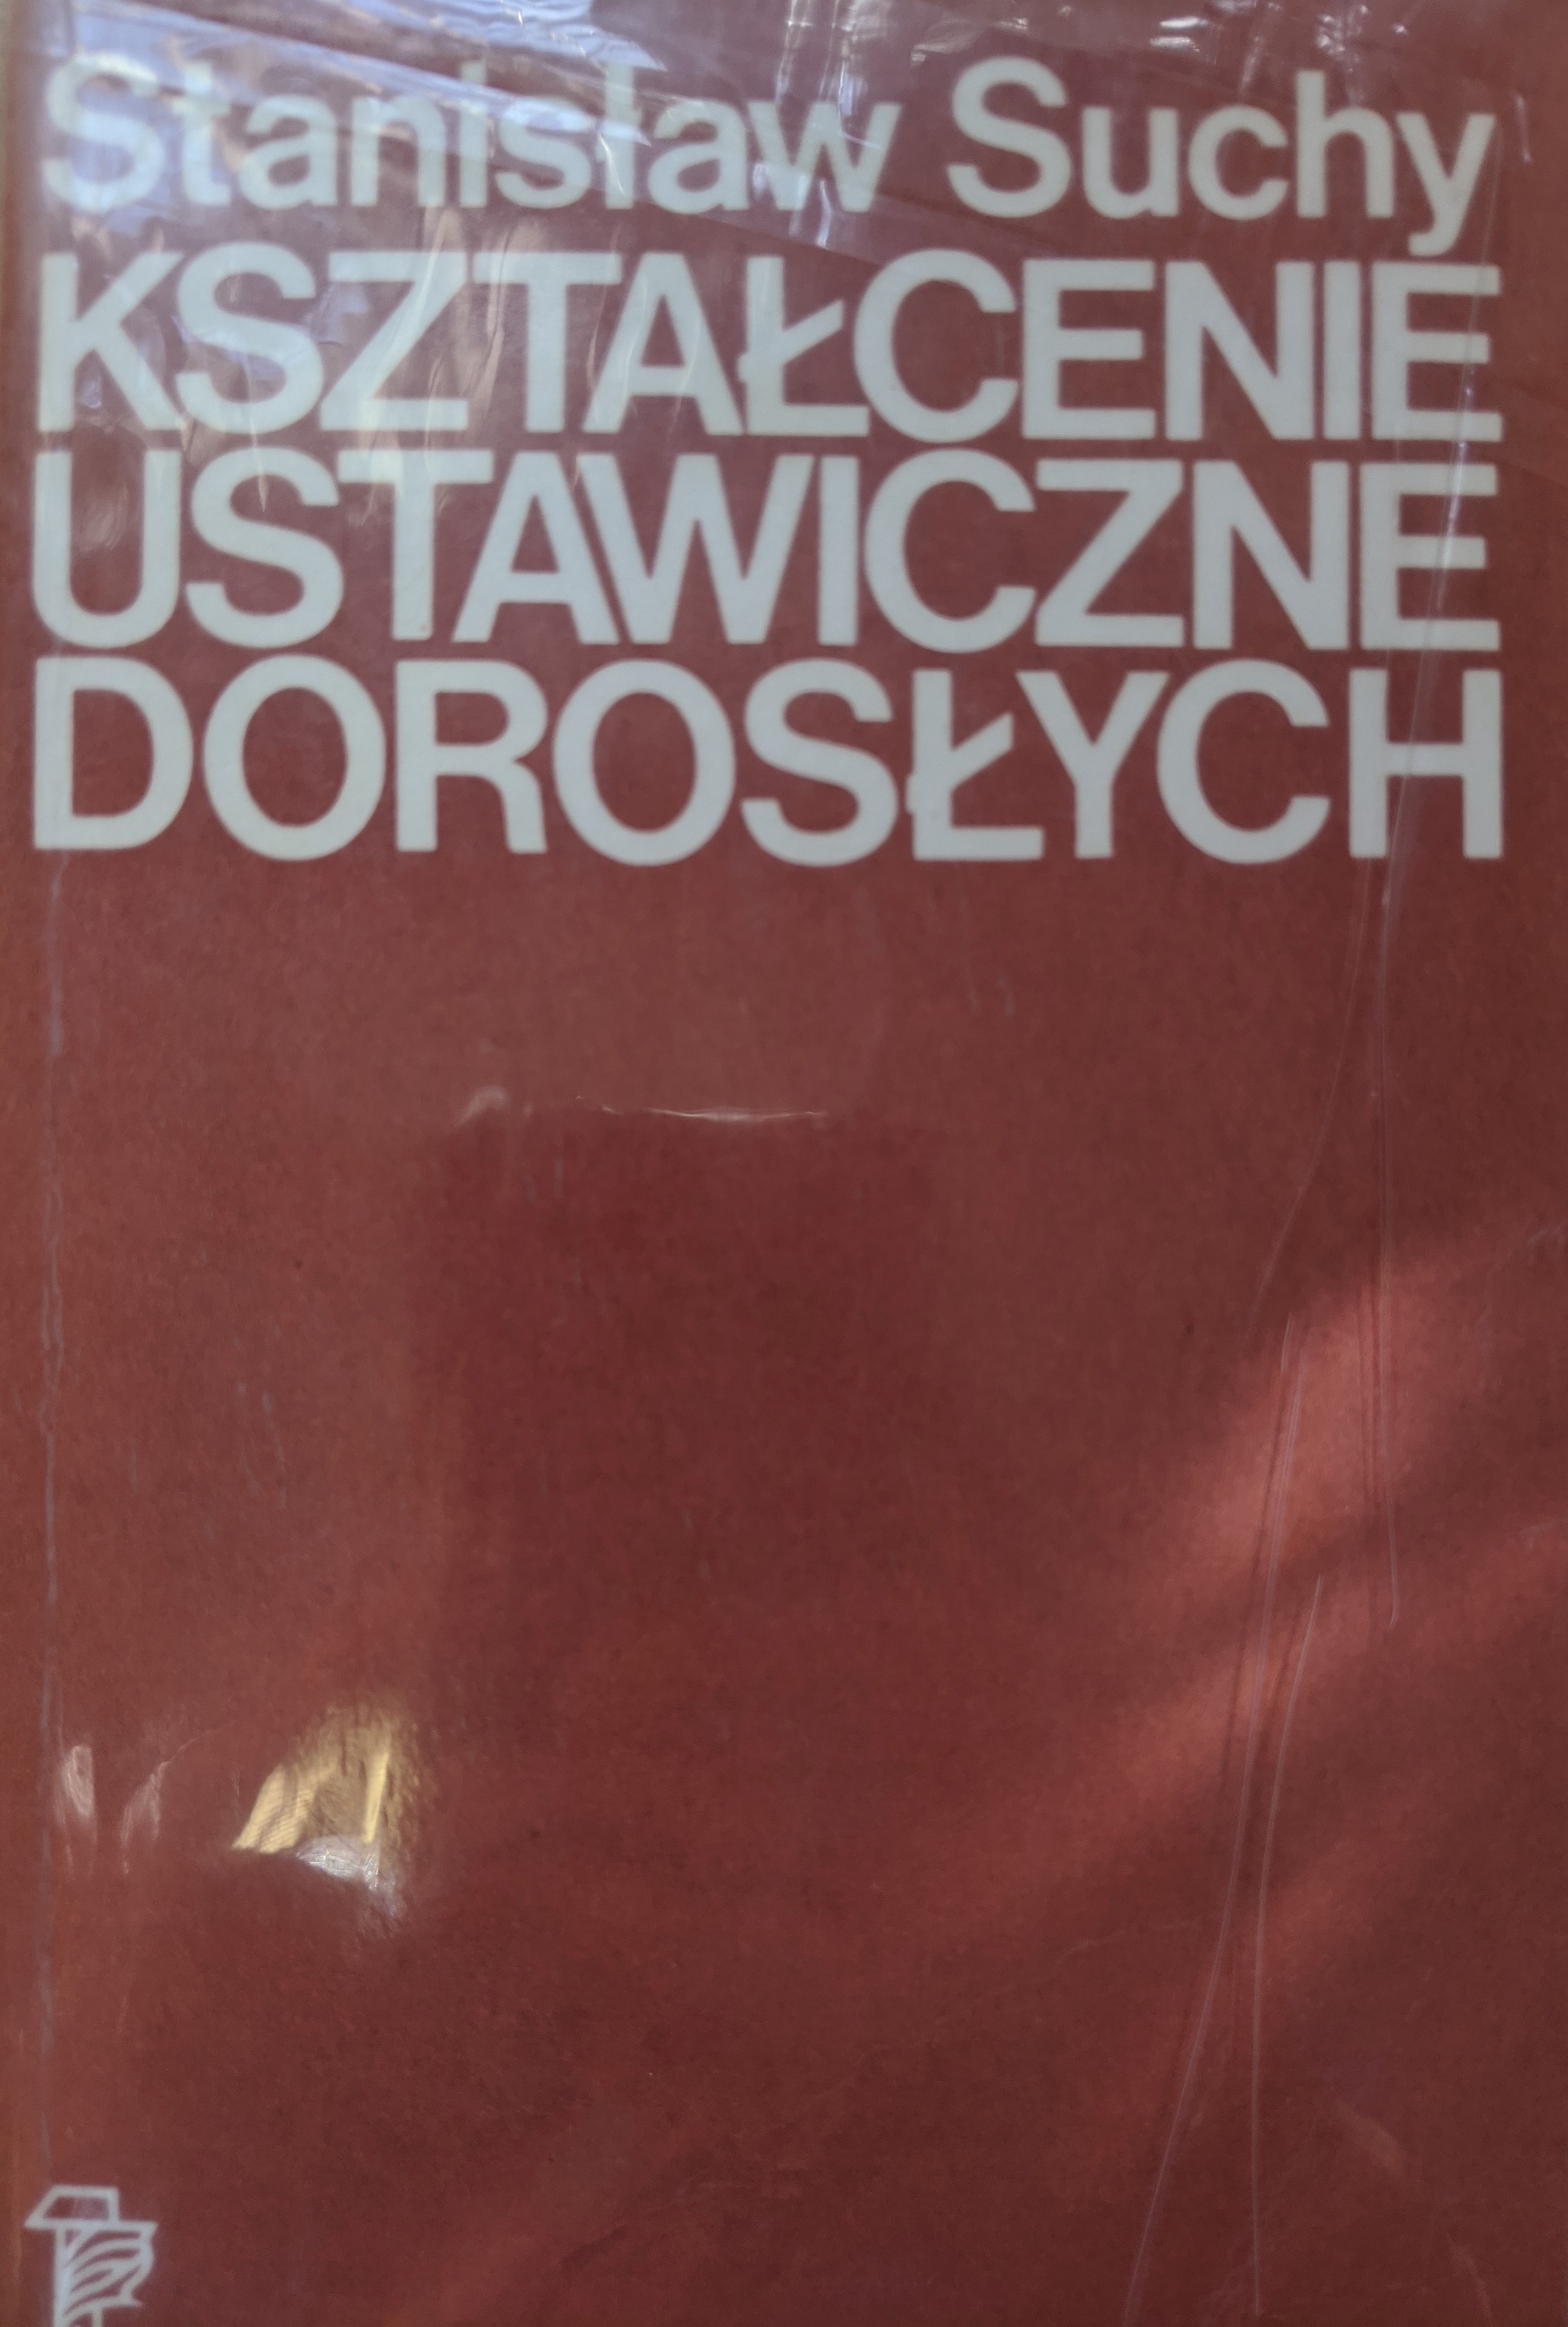 Stanisław Suchy
KSZTAŁCENIE
USTAWICZNE
DOROSŁYCH